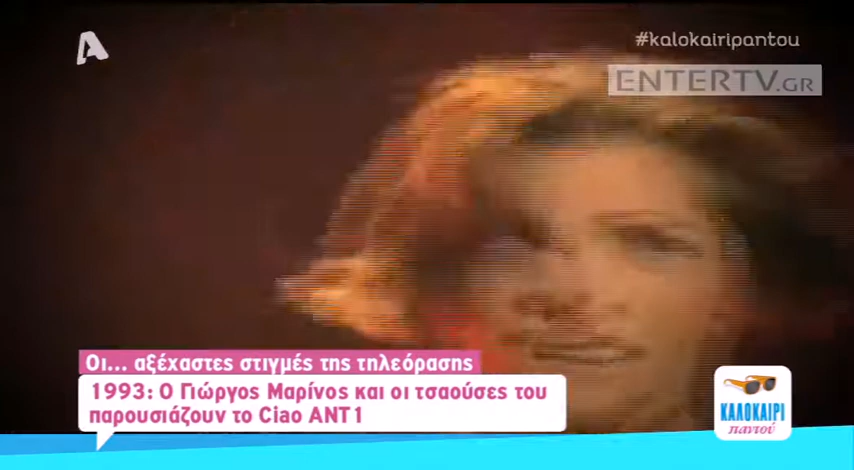 #kalokairipantou
ENTERTV.GR
Οι... αξέχαστες στιγμές της τηλεόρασης
1993: Ο Γιώργος Μαρίνος και οι τσαούσες του
παρουσιάζουν το Ciao ANT1
ΚΑΛΟΚΑΙΡΙ
παντού